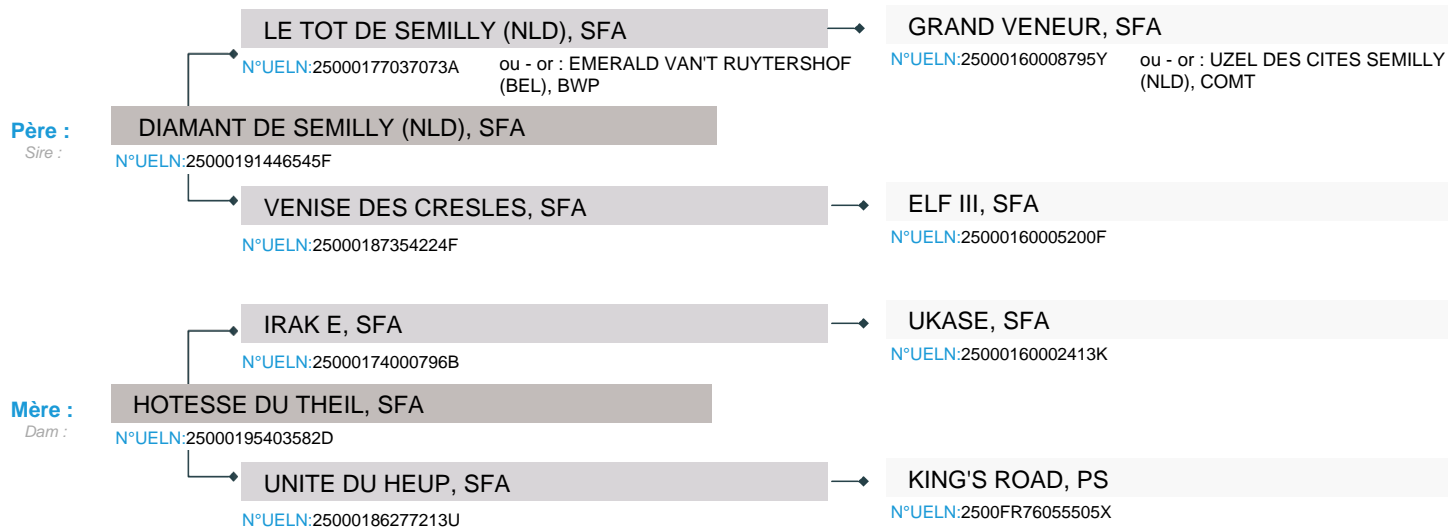 LE TOT DE SEMILLY (NLD), SFA
N°UELN:25000177037073A
ou - or : EMERALD VAN'T RUYTERSHOF
(BEL), BWP
GRAND VENEUR, SFA
N°UELN:25000160008795Y
ou - or : UZEL DES CITES SEMILLY
(NLD), COMT
Père :
Sire :
DIAMANT DE SEMILLY (NLD), SFA
N°UELN:25000191446545F
VENISE DES CRESLES, SFA
N°UELN:25000187354224F
ELF III, SFA
N°UELN:25000160005200F
IRAK E, SFA
N°UELN:25000174000796B
UKASE, SFA
N°UELN:25000160002413K
Mère :
Dam :
HOTESSE DU THEIL, SFA
N°UELN:25000195403582D
UNITE DU HEUP, SFA
N°UELN:25000186277213U
KING'S ROAD, PS
N°UELN:2500FR76055505X